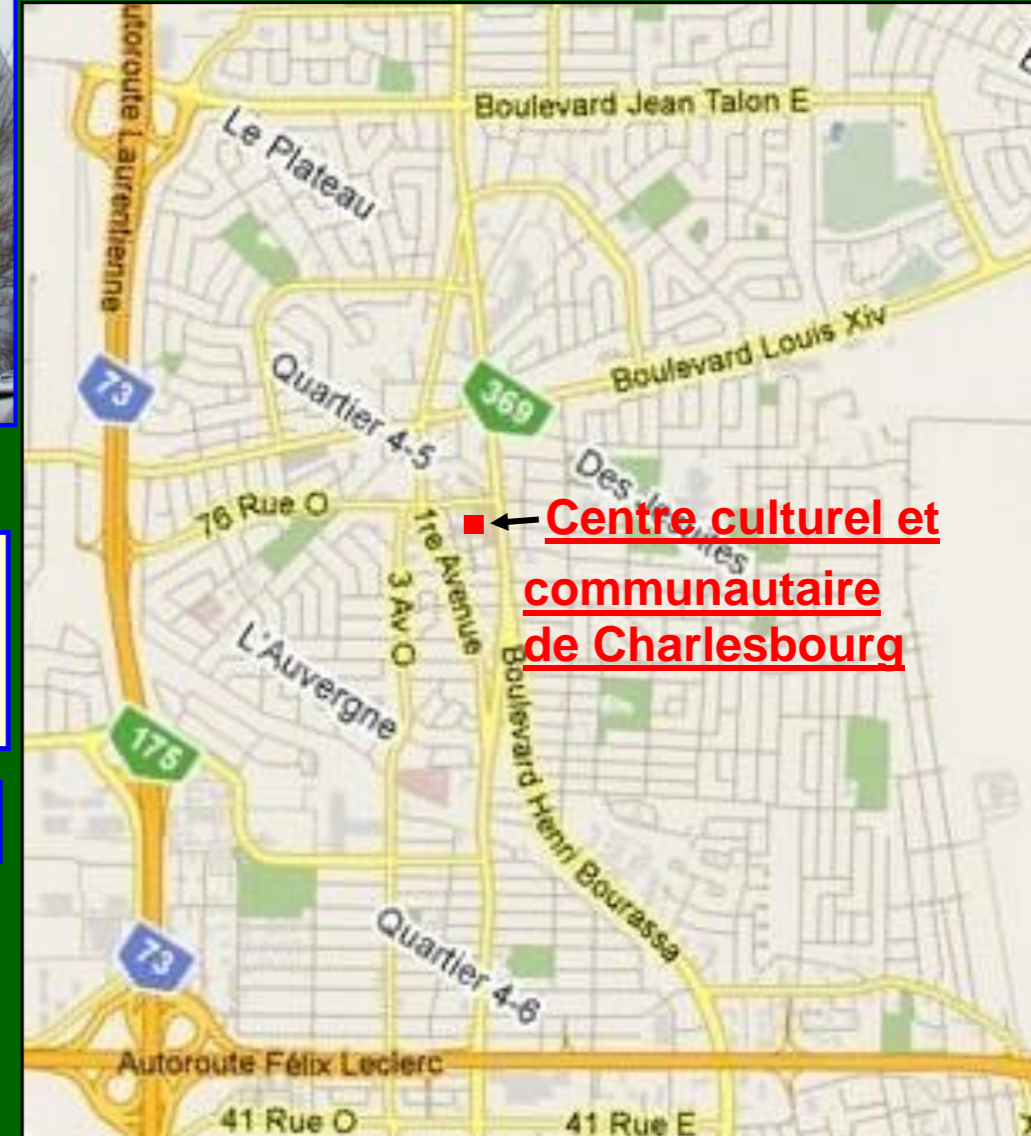 Autoroute Laurentienne
Boulevard Jean Talon E
Le Plateau
Boulevard Louis Xiv
73
369
Quartier 4-5
Des Jesuites
76 Rue O
Centre culturel et
communautaire
de Charlesbourg
1re Avenue
3 Av O
L'Auvergne
Boulevard Henri Bourassa
175
Quartier 4-6
73
Autoroute Félix Leclerc
41 Rue O
41 Rue E